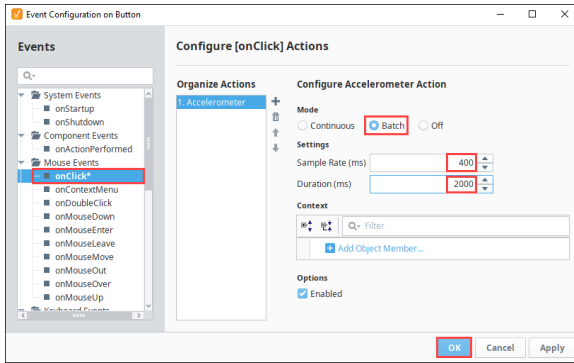 Event Configuration on Button
Events
Configure [onClick] Actions
System Events
onStartup
onShutdown
Component Events
onActionPerformed
Mouse Events
onClick*
onContextMenu
onDoubleClick
onMouseDown
onMouseEnter
onMouseLeave
onMouseMove
onMouseOut
onMouseOver
onMouseUp
Keyboard Events
Organize Actions
1. Accelerometer
Configure Accelerometer Action
Mode
Continuous Batch Off
Settings
Sample Rate (ms) 400
Duration (ms) 2000
Context
Filter
Add Object Member...
Options
Enabled
OK Cancel Apply